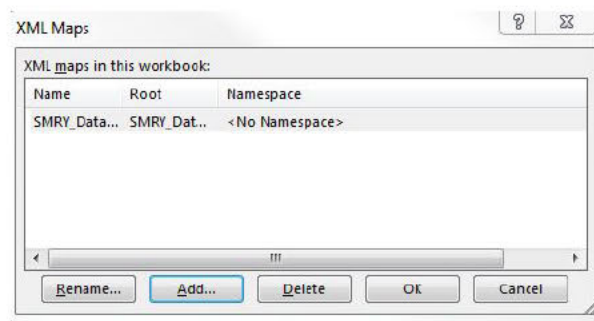 XML Maps
XML maps in this workbook:
Name Root Namespace
SMRY_Data... SMRY_Dat... <No Namespace>
Rename... Add... Delete OK Cancel